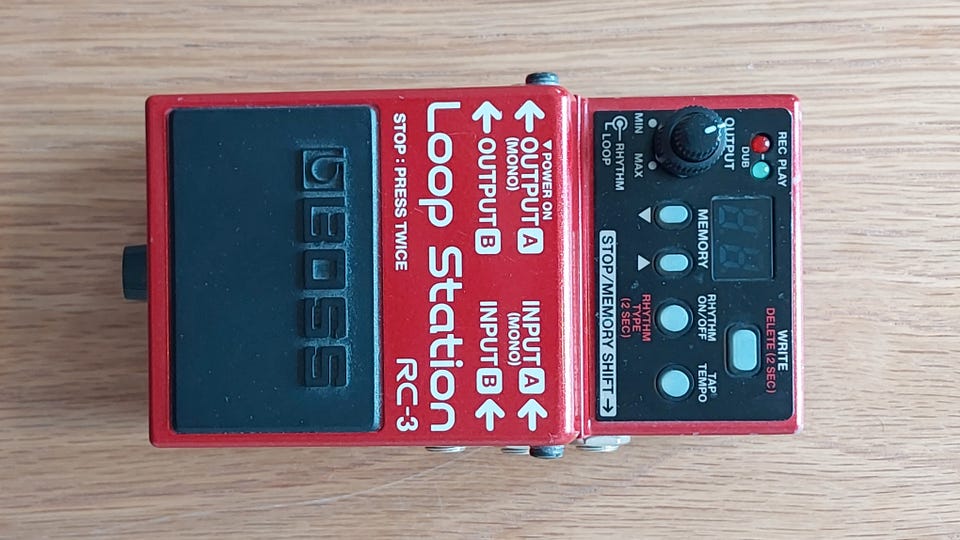 REC PLAY
DUB
OUTPUT
MIN MAX
LOOP RHYTHM
MEMORY
WRITE
DELETE (2 SEC)
RHYTHM
ON/OFF
RHYTHM
TYPE
(2 SEC)
TAP
TEMPO
STOP/MEMORY SHIFT →
▼POWER ON
← OUTPUT A
(MONO)
← OUTPUT B
INPUT A ←
(MONO)
INPUT B ←
Loop Station
STOP : PRESS TWICE
RC-3
BOSS